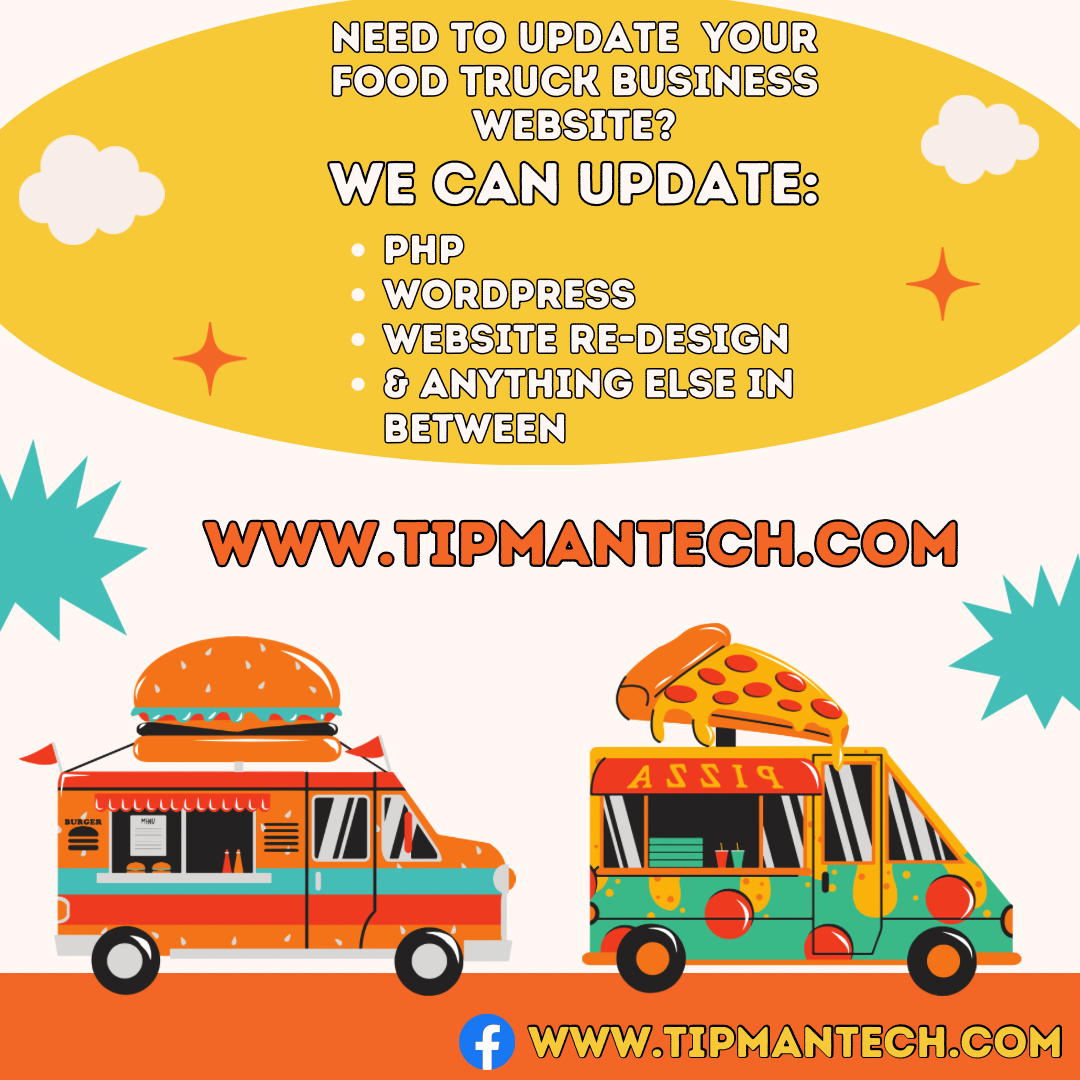 NEED TO UPDATE YOUR
FOOD TRUCK BUSINESS
WEBSITE?
WE CAN UPDATE:
• PHP
• WORDPRESS
• WEBSITE RE-DESIGN
• & ANYTHING ELSE IN
BETWEEN
WWW.TIPMANTECH.COM
PIZZA
BURGER
MENU
WWW.TIPMANTECH.COM